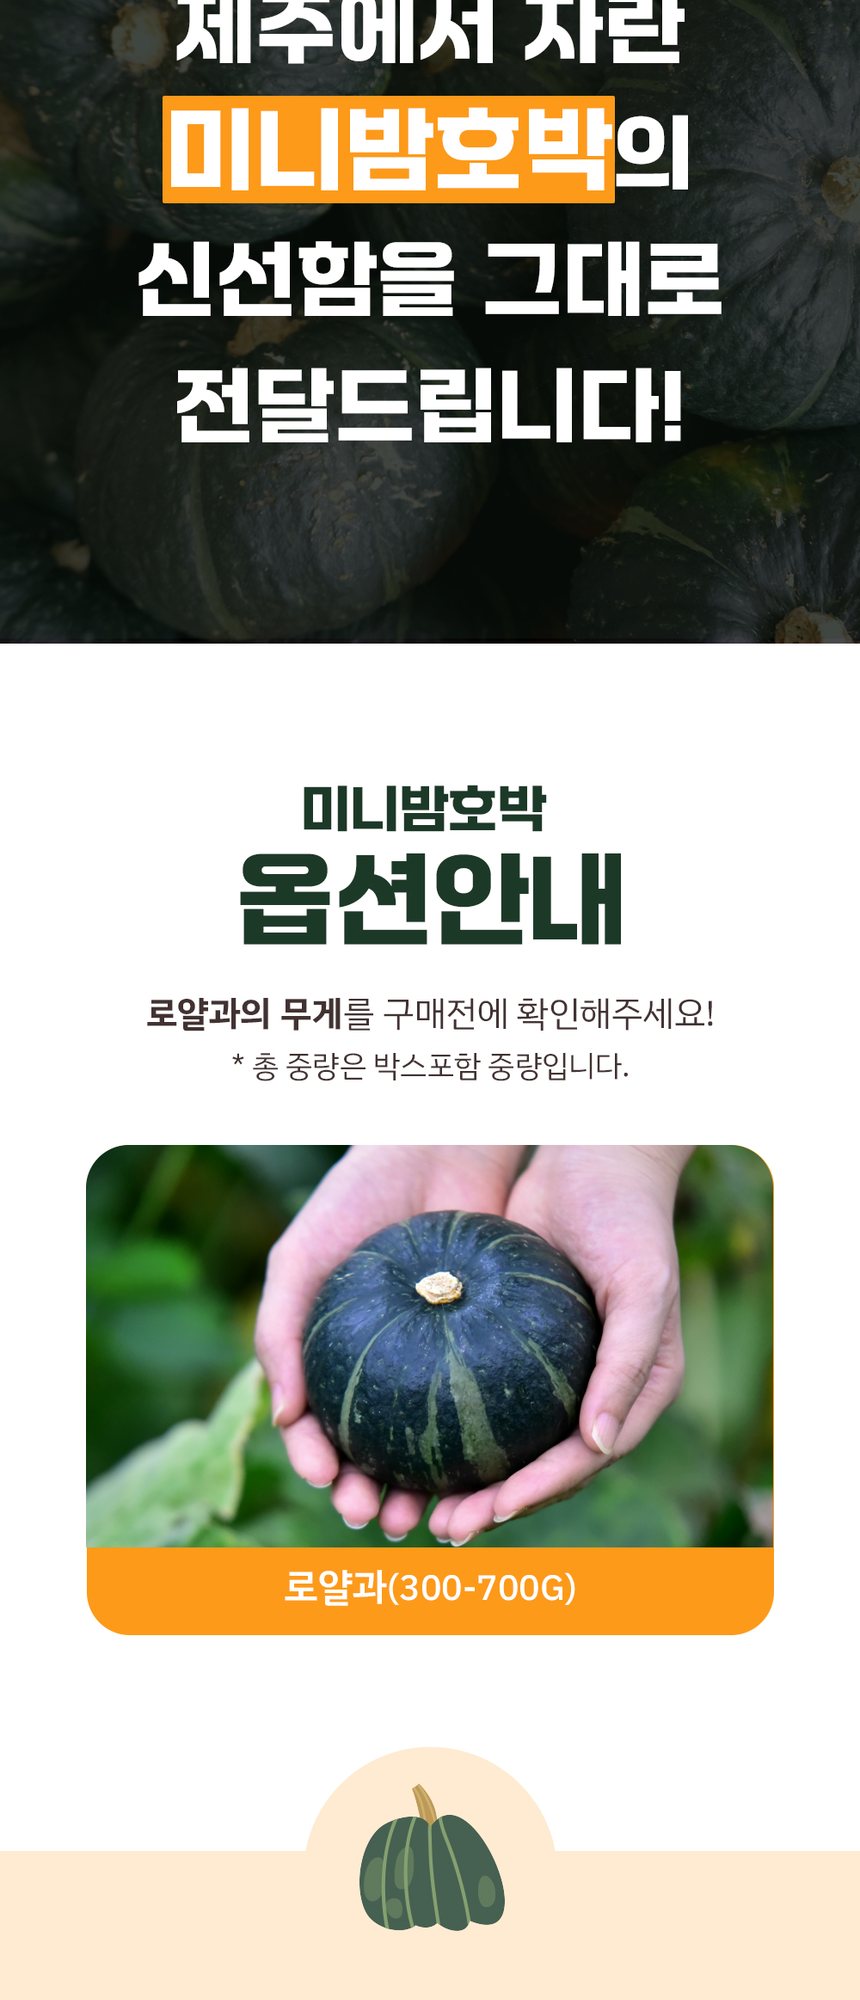 제주에서 자란
미니밤호박의
신선함을 그대로
전달드립니다!
미니밤호박
옵션안내
로얄과의 무게를 구매전에 확인해주세요!
* 총 중량은 박스포함 중량입니다.
로얄과(300-700G)